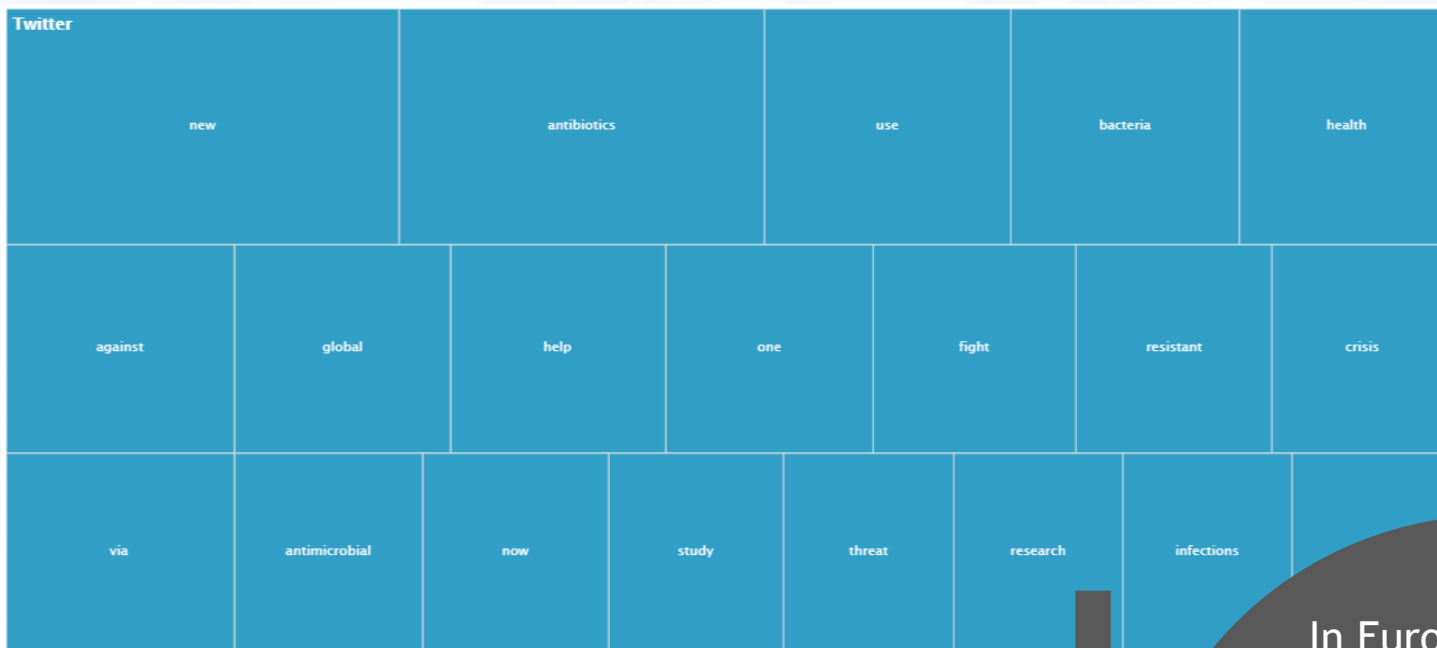 Twitter
new antibiotics use bacteria health
against global help one fight resistant crisis
via antimicrobial now study threat research infections
In Euro